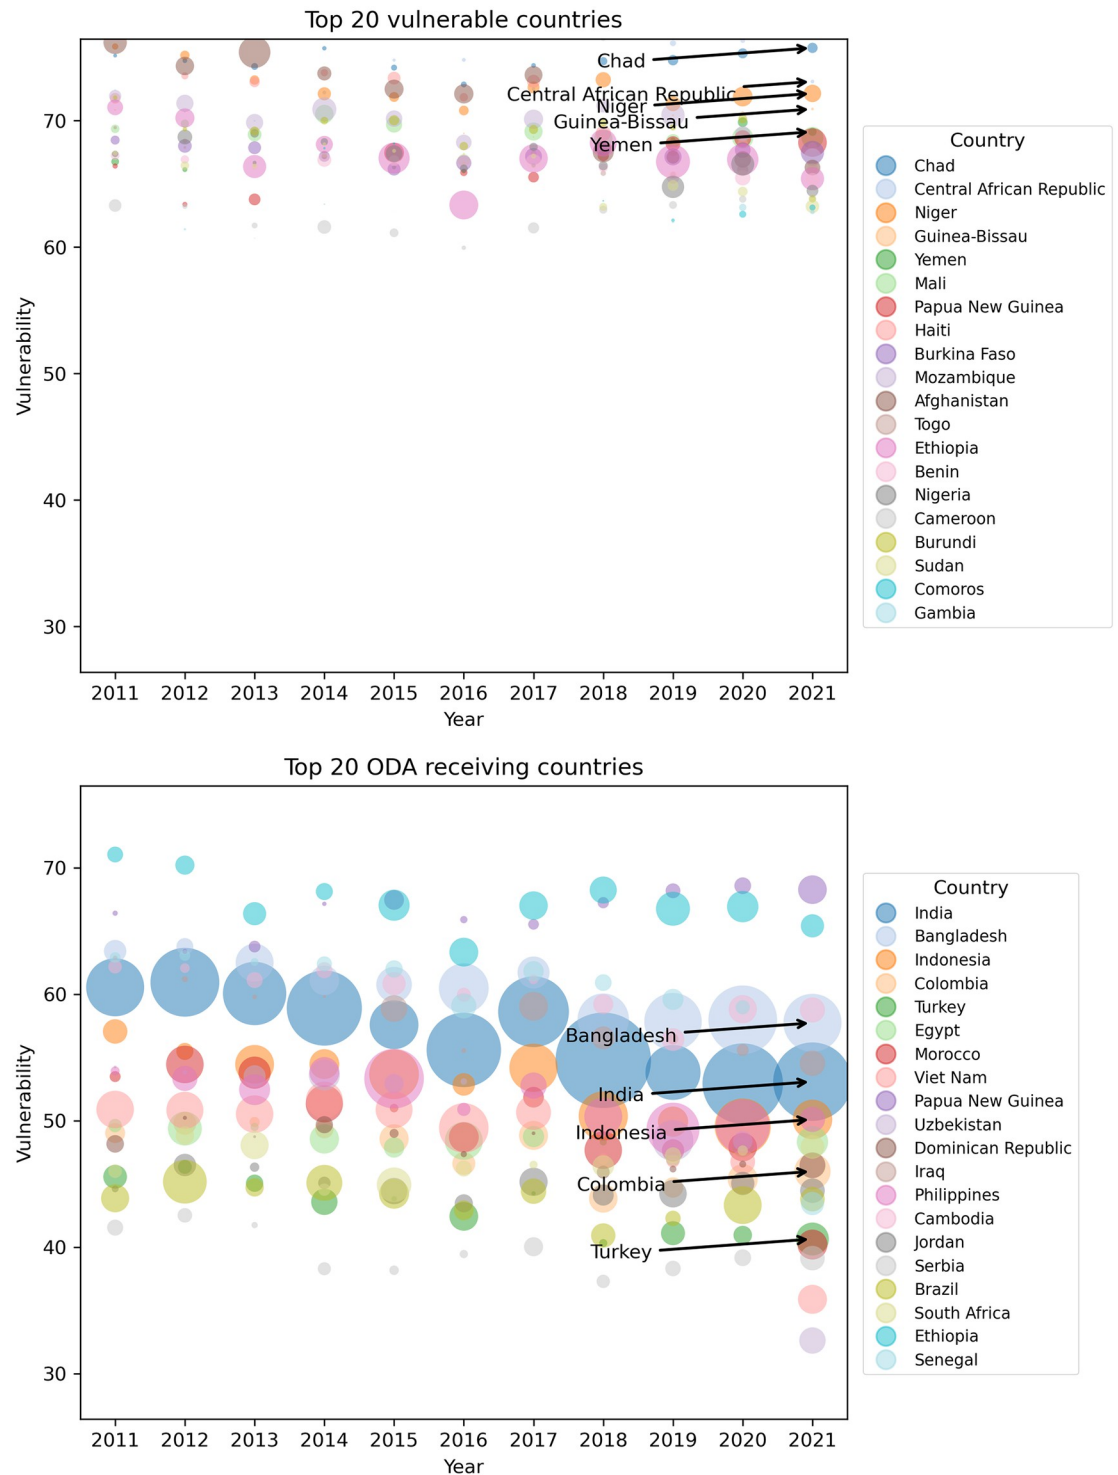 Top 20 vulnerable countries
Vulnerability
70
60
50
40
30
Chad
Central African Republic
Niger
Guinea-Bissau
Yemen
2011 2012 2013 2014 2015 2016 2017 2018 2019 2020 2021
Year
Country
Chad
Central African Republic
Niger
Guinea-Bissau
Yemen
Mali
Papua New Guinea
Haiti
Burkina Faso
Mozambique
Afghanistan
Togo
Ethiopia
Benin
Nigeria
Cameroon
Burundi
Sudan
Comoros
Gambia
Top 20 ODA receiving countries
Vulnerability
70
60
50
40
30
Bangladesh
India
Indonesia
Colombia
Turkey
2011 2012 2013 2014 2015 2016 2017 2018 2019 2020 2021
Year
Country
India
Bangladesh
Indonesia
Colombia
Turkey
Egypt
Morocco
Viet Nam
Papua New Guinea
Uzbekistan
Dominican Republic
Iraq
Philippines
Cambodia
Jordan
Serbia
Brazil
South Africa
Ethiopia
Senegal